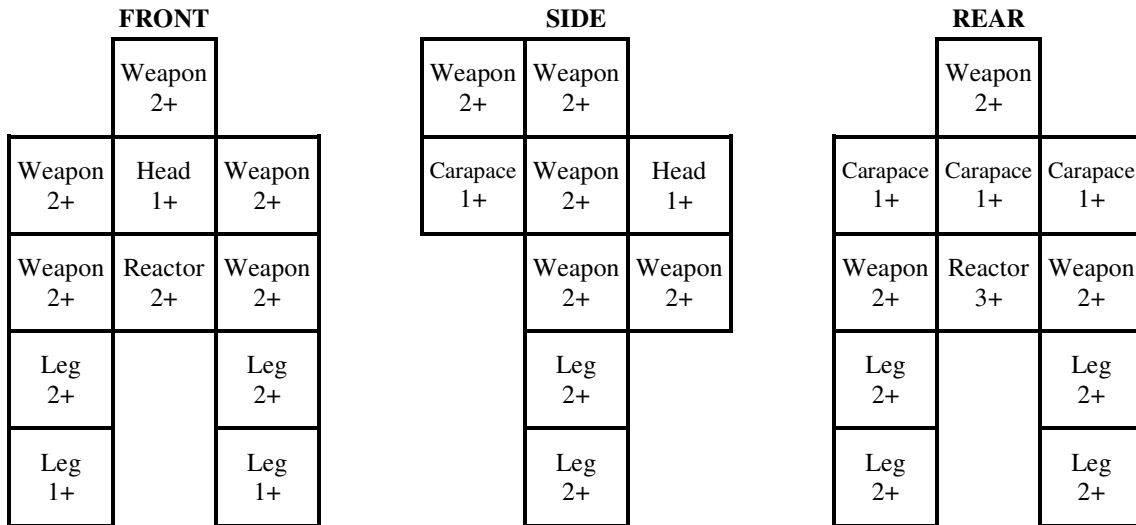 FRONT SIDE REAR
Weapon Weapon Weapon Weapon
2+ 2+ 2+ 2+
Weapon Head Weapon Carapace Weapon Head Carapace Carapace Carapace
2+ 1+ 2+ 1+ 2+ 1+ 1+ 1+ 1+
Weapon Reactor Weapon Weapon Weapon Weapon Reactor Weapon
2+ 2+ 2+ 2+ 2+ 2+ 3+ 2+
Leg Leg Leg Leg Leg
2+ 2+ 2+ 2+ 2+
Leg Leg Leg Leg Leg
1+ 1+ 2+ 2+ 2+